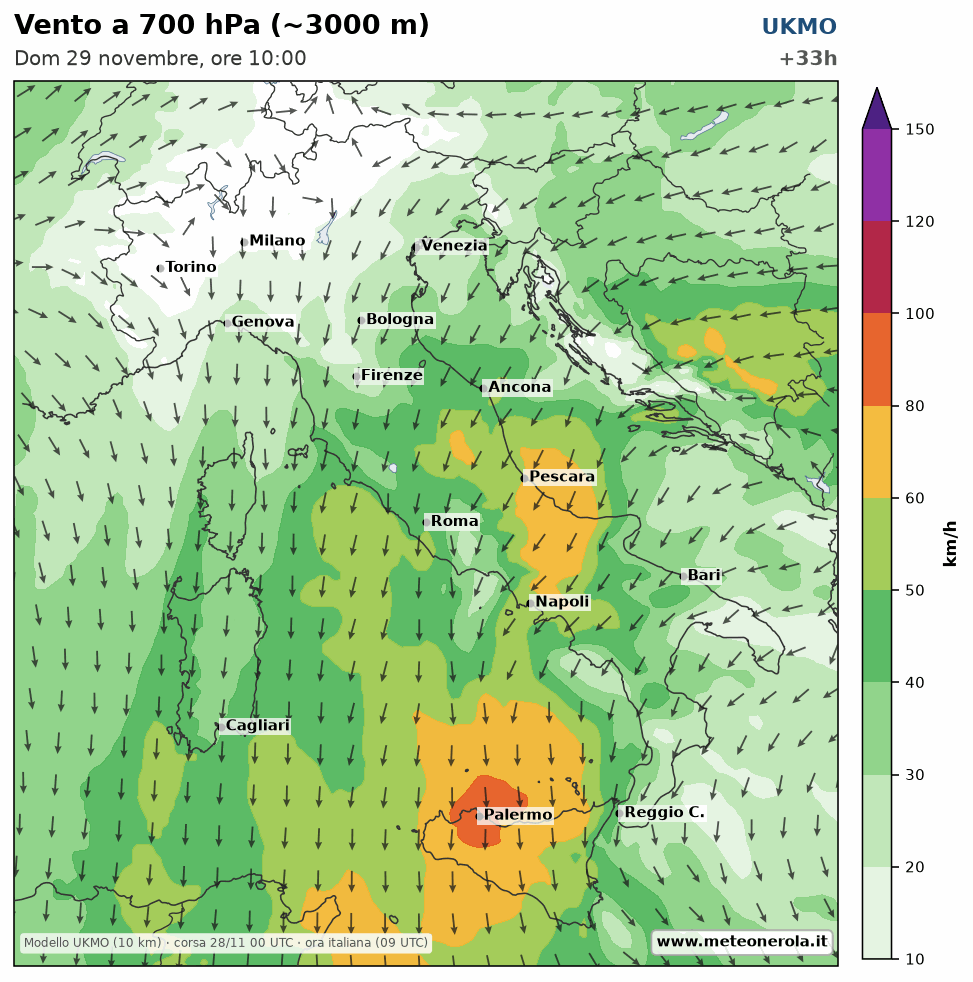 Vento a 700 hPa (~3000 m)
UKMO
Dom 29 novembre, ore 10:00
+33h
150
120
100
80
60
50
40
30
20
10
km/h
Milano
Venezia
Torino
Genova
Bologna
Firenze
Ancona
Pescara
Roma
Bari
Napoli
Cagliari
Palermo
Reggio C.
Modello UKMO (10 km) · corsa 28/11 00 UTC · ora italiana (09 UTC)
www.meteonerola.it